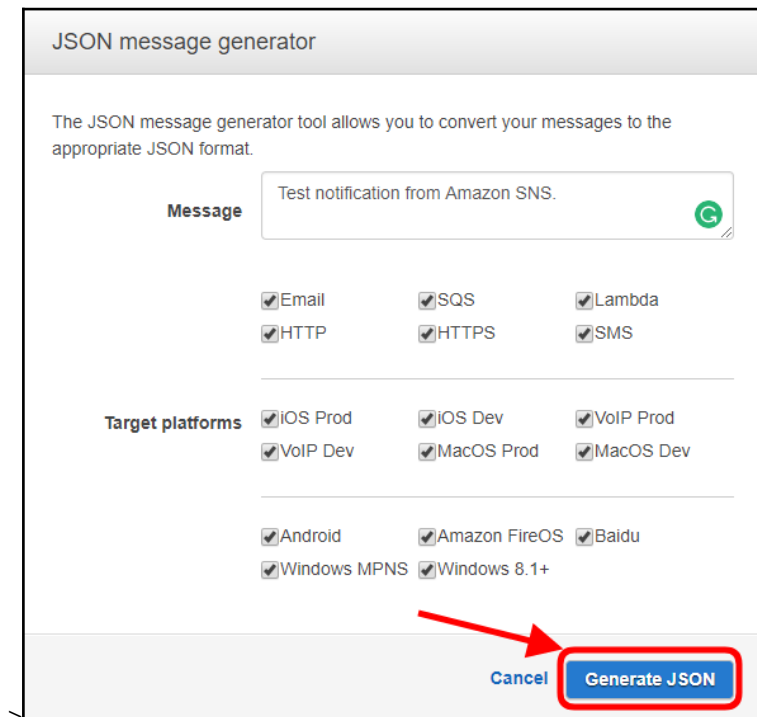 JSON message generator
The JSON message generator tool allows you to convert your messages to the
appropriate JSON format.
Message
Test notification from Amazon SNS.
Email SQS Lambda
HTTP HTTPS SMS
Target platforms
iOS Prod iOS Dev VoIP Prod
VoIP Dev MacOS Prod MacOS Dev
Android Amazon FireOS Baidu
Windows MPNS Windows 8.1+
Cancel Generate JSON